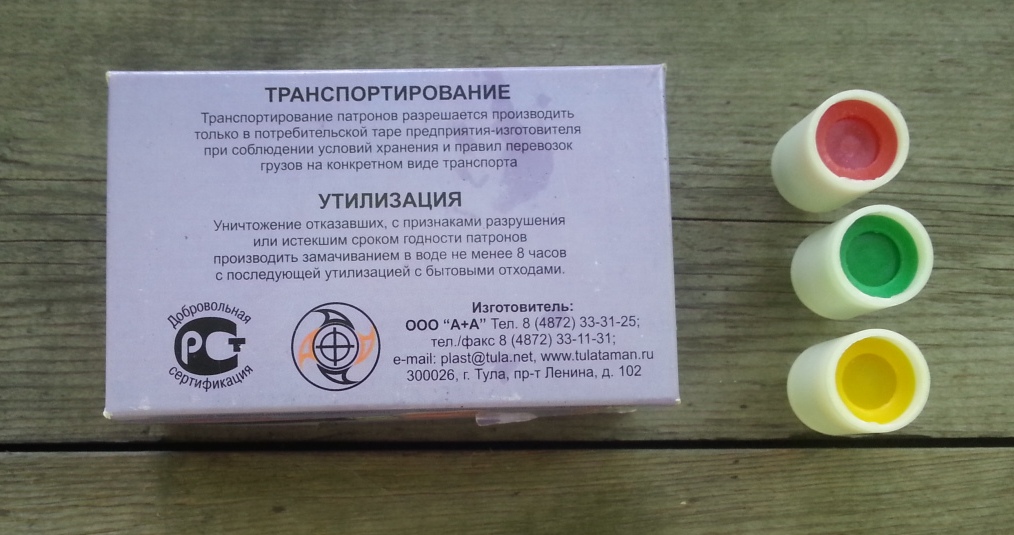 ТРАНСПОРТИРОВАНИЕ
Транспортирование патронов разрешается производить
только в потребительской таре предприятия-изготовителя
при соблюдении условий хранения и правил перевозок
грузов на конкретном виде транспорта
УТИЛИЗАЦИЯ
Уничтожение отказавших, с признаками разрушения
или истекшим сроком годности патронов
производить замачиванием в воде не менее 8 часов
с последующей утилизацией с бытовыми отходами.
Добровольная
РСТ
сертификация
А А
Изготовитель:
ООО “А+А” Тел. 8 (4872) 33-31-25;
тел./факс 8 (4872) 33-11-31;
e-mail: plast@tula.net, www.tulataman.ru
300026, г. Тула, пр-т Ленина, д. 102